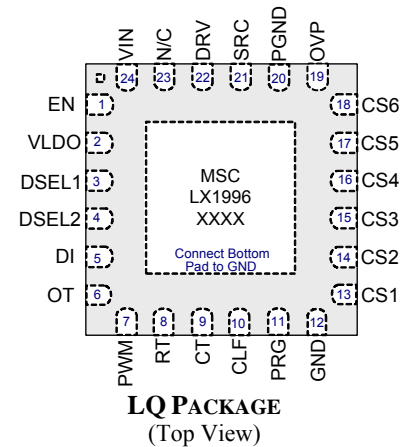 VIN N/C DRV SRC PGND OVP
24 23 22 21 20 19
EN 1 18 CS6
VLDO 2 17 CS5
DSEL1 3 16 CS4
DSEL2 4 15 CS3
DI 5 14 CS2
OT 6 13 CS1
MSC
LX1996
XXXX
Connect Bottom
Pad to GND
7 8 9 10 11 12
PWM RT CT CLF PRG GND
LQ PACKAGE
(Top View)